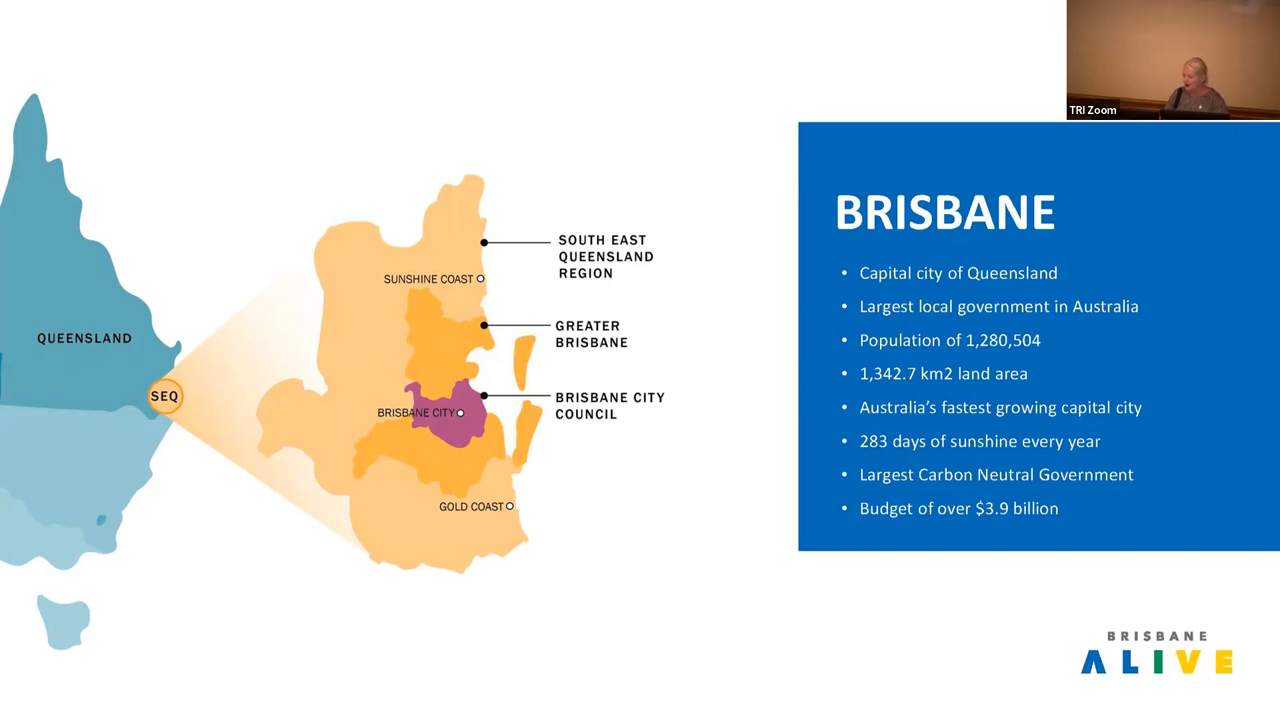 TRI Zoom
QUEENSLAND
SEQ
SUNSHINE COAST
BRISBANE CITY
GOLD COAST
SOUTH EAST
QUEENSLAND
REGION
GREATER
BRISBANE
BRISBANE CITY
COUNCIL
BRISBANE
• Capital city of Queensland
• Largest local government in Australia
• Population of 1,280,504
• 1,342.7 km2 land area
• Australia’s fastest growing capital city
• 283 days of sunshine every year
• Largest Carbon Neutral Government
• Budget of over $3.9 billion
BRISBANE
ALIVE